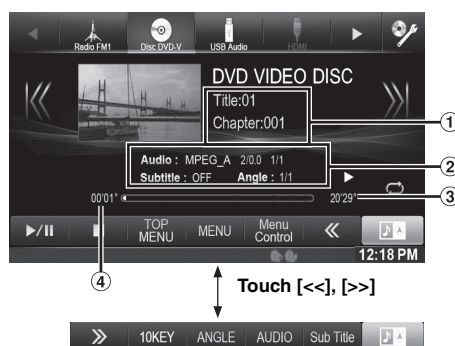 Radio FM1 Disc DVD-V USB Audio HDMI
DVD VIDEO DISC
Title:01
Chapter:001
1
Audio : MPEG_A 2/0.0 1/1
2
Subtitle : OFF Angle : 1/1
00'01" 20'29"
3
TOP MENU MENU Menu Control
12:18 PM
4
Touch [<<], [>>]
10KEY ANGLE AUDIO Sub Title